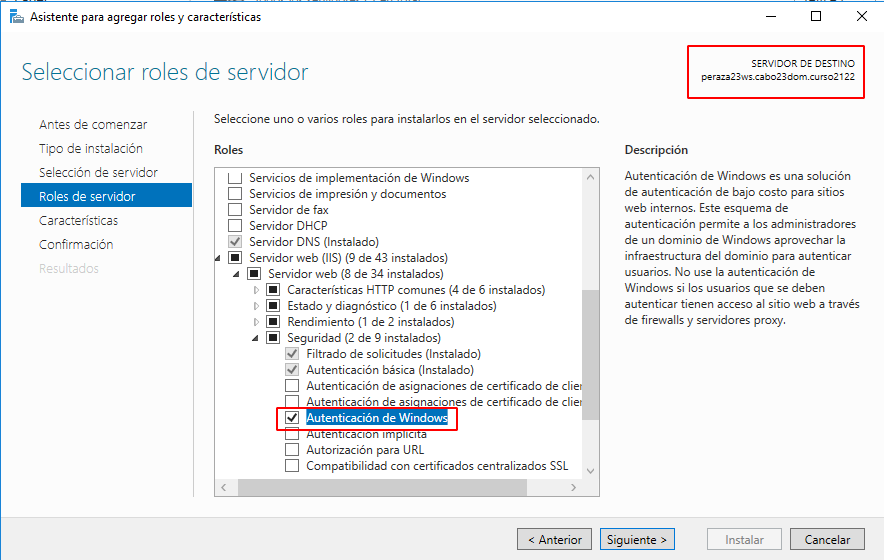 Asistente para agregar roles y características
Seleccionar roles de servidor
SERVIDOR DE DESTINO
peraza23ws.cabo23dom.curso2122
Antes de comenzar
Tipo de instalación
Selección de servidor
Roles de servidor
Características
Confirmación
Resultados
Seleccione uno o varios roles para instalarlos en el servidor seleccionado.
Roles
Servicios de implementación de Windows
Servicios de impresión y documentos
Servidor de fax
Servidor DHCP
Servidor DNS (Instalado)
Servidor web (IIS) (9 de 43 instalados)
Servidor web (8 de 34 instalados)
Características HTTP comunes (4 de 6 instalados)
Estado y diagnóstico (1 de 6 instalados)
Rendimiento (1 de 2 instalados)
Seguridad (2 de 9 instalados)
Filtrado de solicitudes (Instalado)
Autenticación básica (Instalado)
Autenticación de asignaciones de certificado de clie
Autenticación de asignaciones de certificado de clie
Autenticación de Windows
Autenticación implícita
Autorización para URL
Compatibilidad con certificados centralizados SSL
Descripción
Autenticación de Windows es una solución
de autenticación de bajo costo para sitios
web internos. Este esquema de
autenticación permite a los administradores
de un dominio de Windows aprovechar la
infraestructura del dominio para autenticar
usuarios. No use la autenticación de
Windows si los usuarios que se deben
autenticar tienen acceso al sitio web a través
de firewalls y servidores proxy.
< Anterior
Siguiente >
Instalar
Cancelar